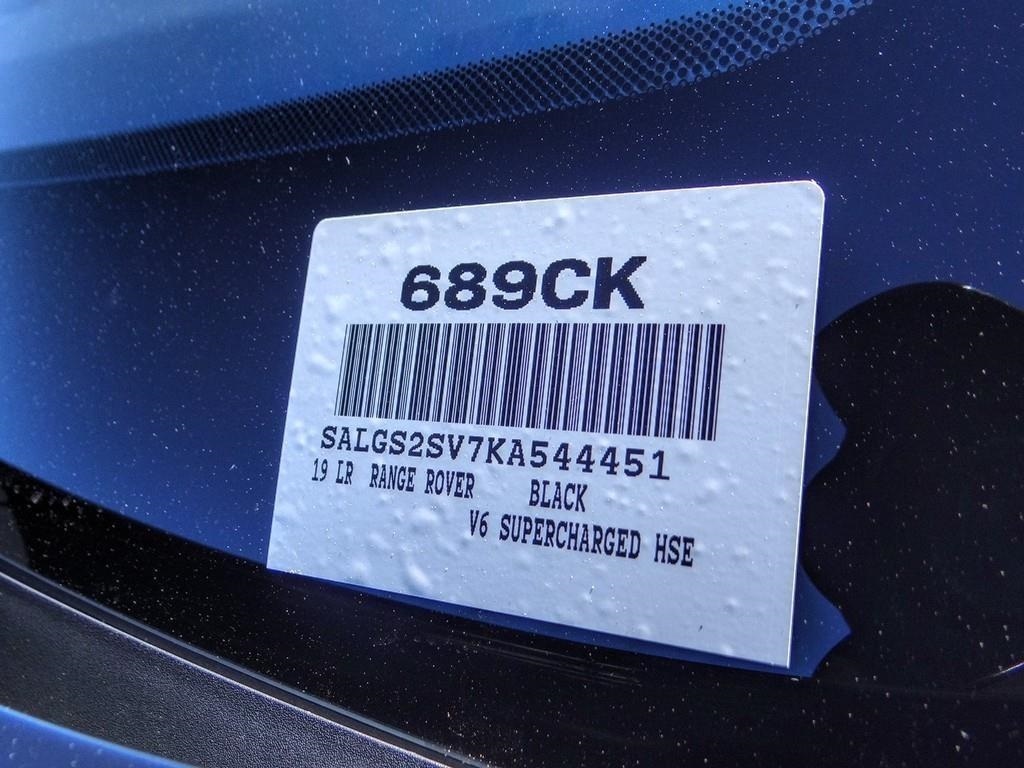 689CK
SALGS2SV7KA544451
19 LR RANGE ROVER BLACK
V6 SUPERCHARGED HSE